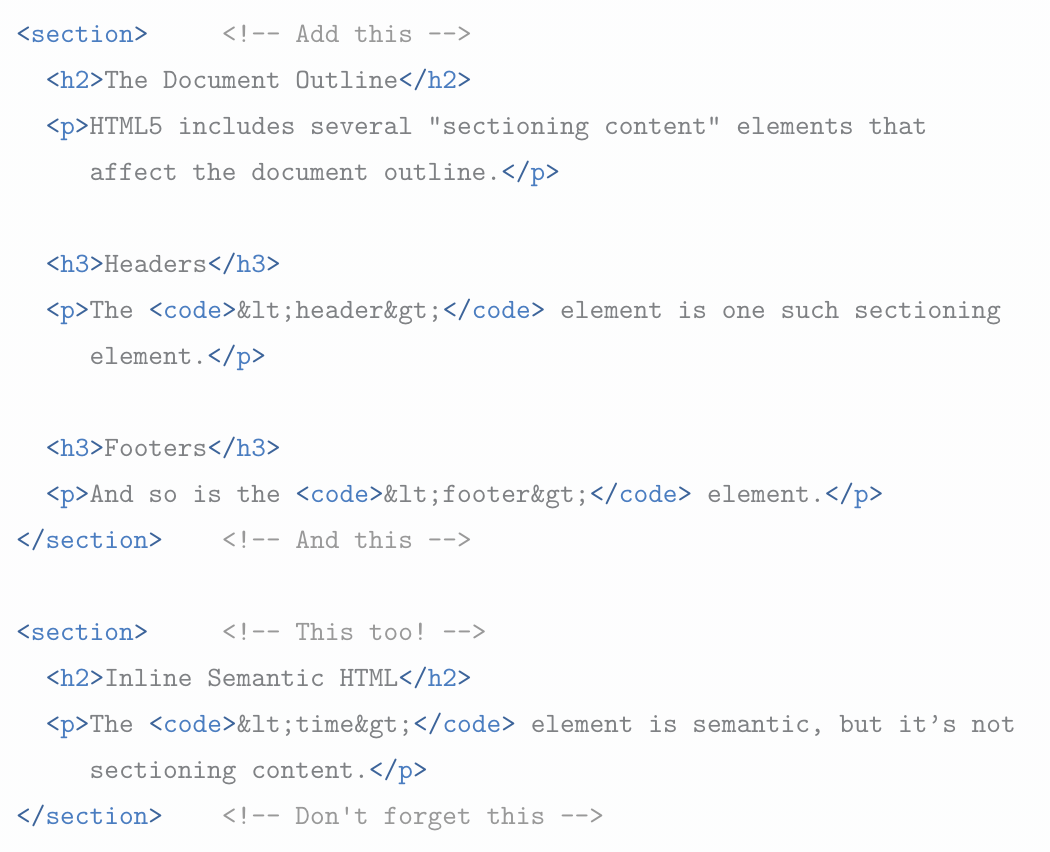 <section>     <!-- Add this -->
  <h2>The Document Outline</h2>
  <p>HTML5 includes several "sectioning content" elements that
     affect the document outline.</p>

  <h3>Headers</h3>
  <p>The <code>&lt;header&gt;</code> element is one such sectioning
     element.</p>

  <h3>Footers</h3>
  <p>And so is the <code>&lt;footer&gt;</code> element.</p>
</section>    <!-- And this -->

<section>     <!-- This too! -->
  <h2>Inline Semantic HTML</h2>
  <p>The <code>&lt;time&gt;</code> element is semantic, but it’s not
     sectioning content.</p>
</section>    <!-- Don't forget this -->